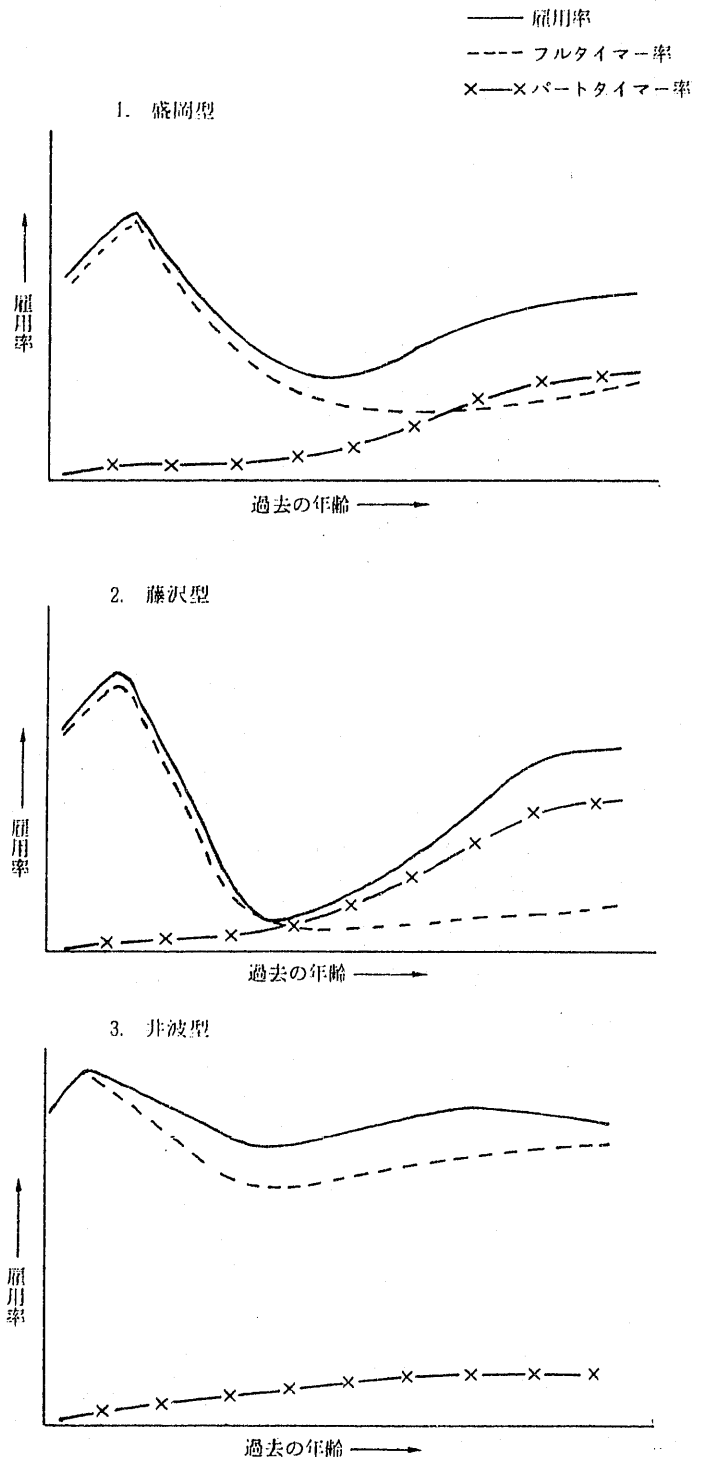 雇用率
フルタイマー率
パートタイマー率
1. 盛岡型
雇用率
過去の年齢
2. 藤沢型
雇用率
過去の年齢
3. 井波型
雇用率
過去の年齢